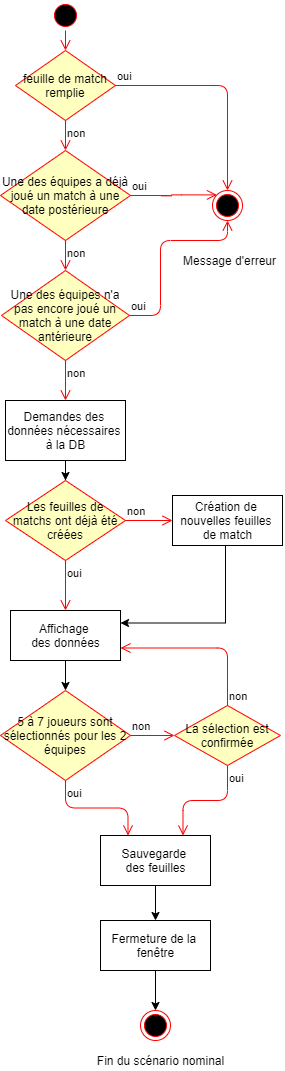 feuille de match
remplie
oui
non
Une des équipes a déjà
joué un match à une
date postérieure
oui
non
Message d'erreur
Une des équipes n'a
pas encore joué un
match à une date
antérieure
oui
non
Demandes des
données nécessaires
à la DB
Les feuilles de
matchs ont déjà été
créées
non
Création de
nouvelles feuilles
de match
oui
Affichage
des données
5 à 7 joueurs sont
sélectionnés pour les 2
équipes
non
La sélection est
confirmée
non
oui
oui
Sauvegarde
des feuilles
Fermeture de la
fenêtre
Fin du scénario nominal